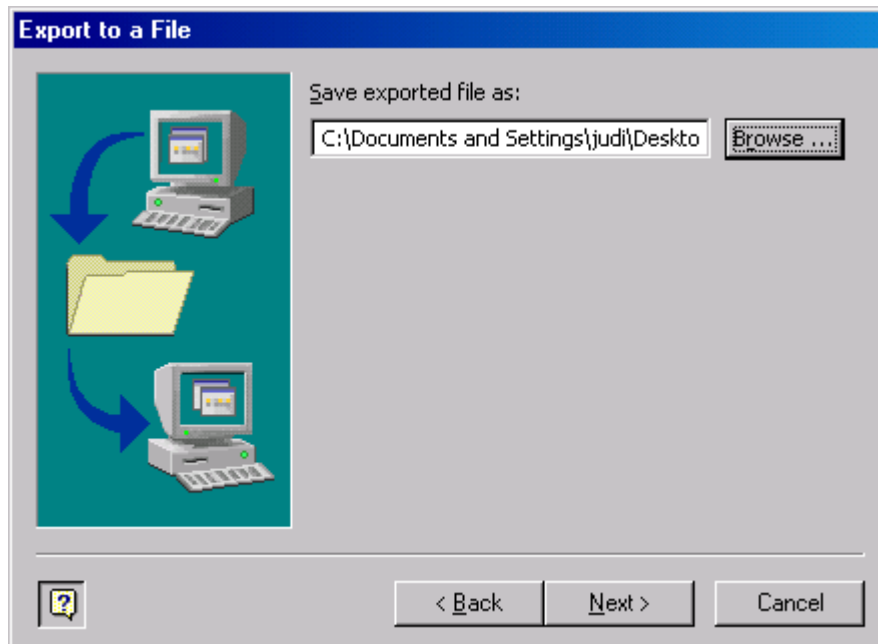 Export to a File
Save exported file as:
C:\Documents and Settings\judi\Deskto
Browse ...
?
< Back
Next >
Cancel